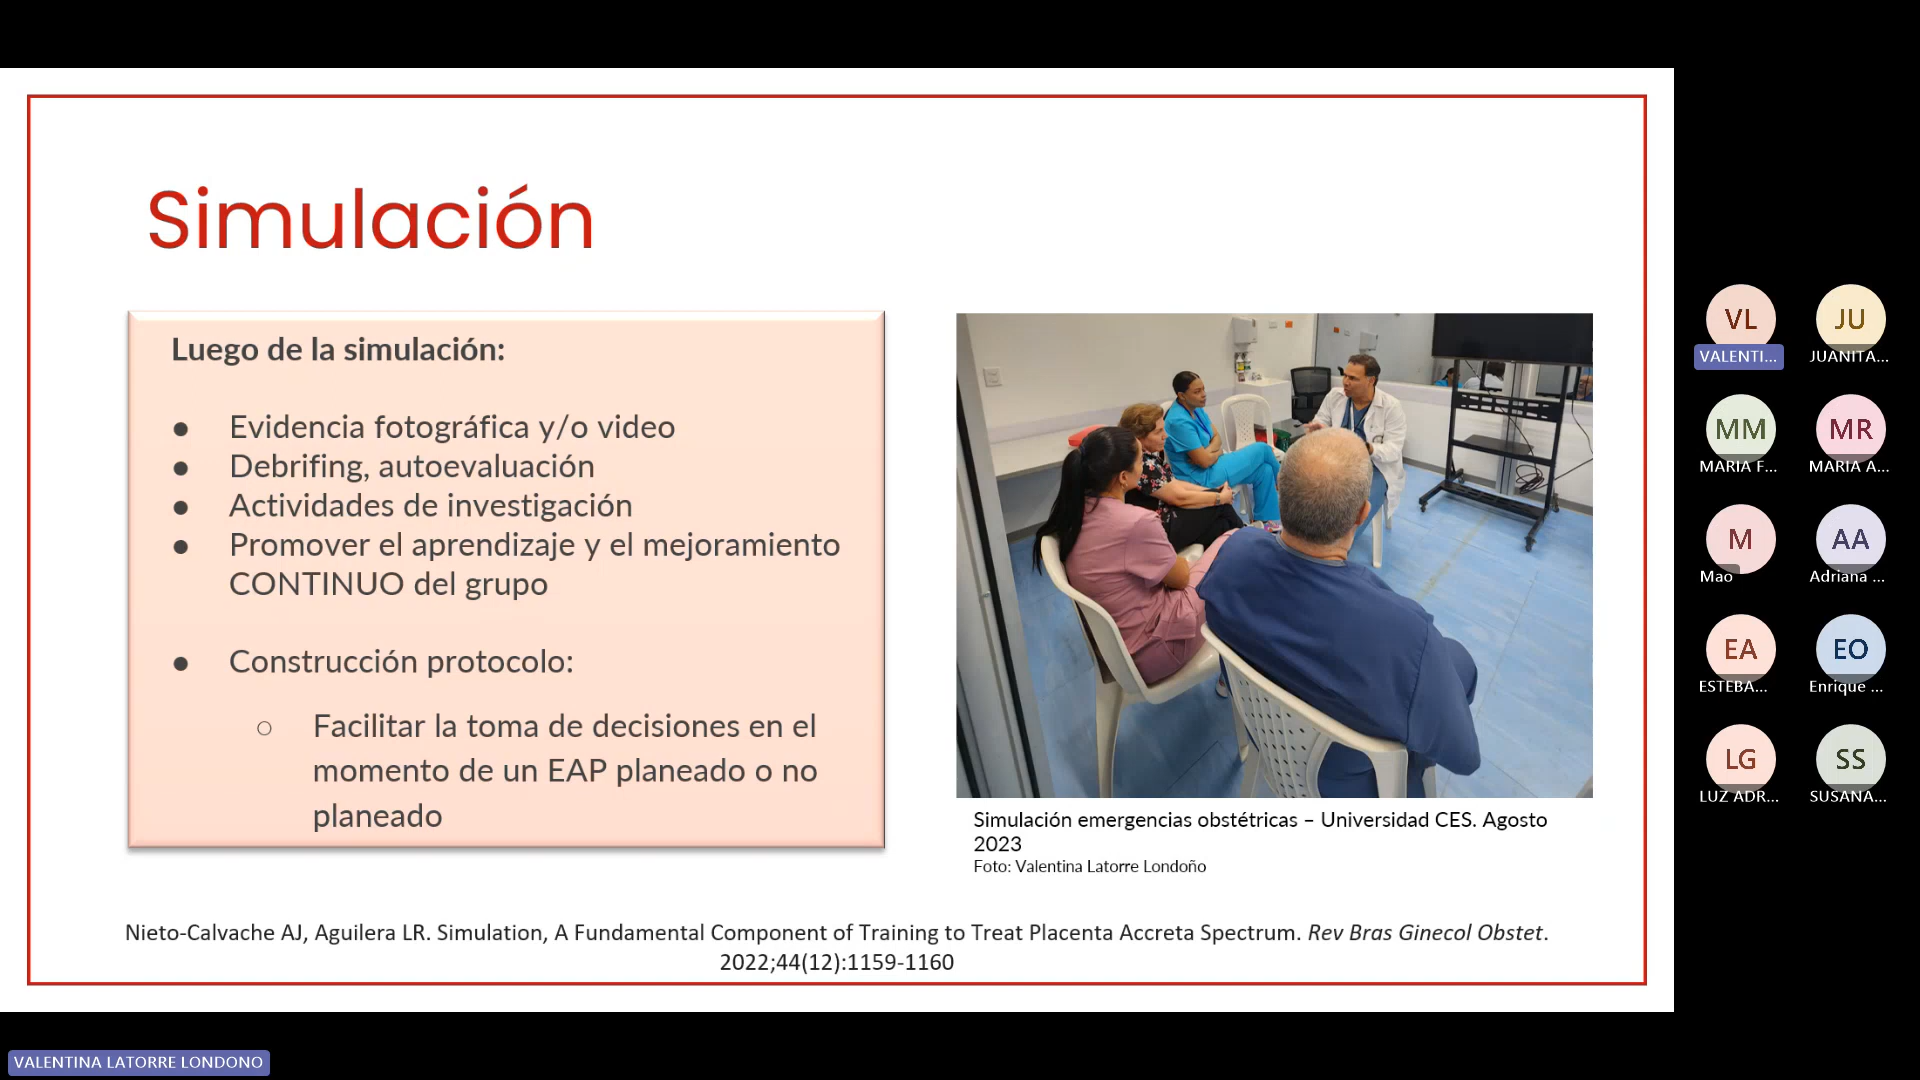 Simulación
Luego de la simulación:
● Evidencia fotográfica y/o video
● Debrifing, autoevaluación
● Actividades de investigación
● Promover el aprendizaje y el mejoramiento
CONTINUO del grupo
● Construcción protocolo:
○ Facilitar la toma de decisiones en el
momento de un EAP planeado o no
planeado
Simulación emergencias obstétricas – Universidad CES. Agosto
2023
Foto: Valentina Latorre Londoño
Nieto-Calvache AJ, Aguilera LR. Simulation, A Fundamental Component of Training to Treat Placenta Accreta Spectrum. Rev Bras Ginecol Obstet.
2022;44(12):1159-1160
VL
VALENTI...
JU
JUANITA...
MM
MARIA F...
MR
MARIA A...
M
Mao
AA
Adriana ...
EA
ESTEBA...
EO
Enrique ...
LG
LUZ ADR...
SS
SUSANA...
VALENTINA LATORRE LONDONO